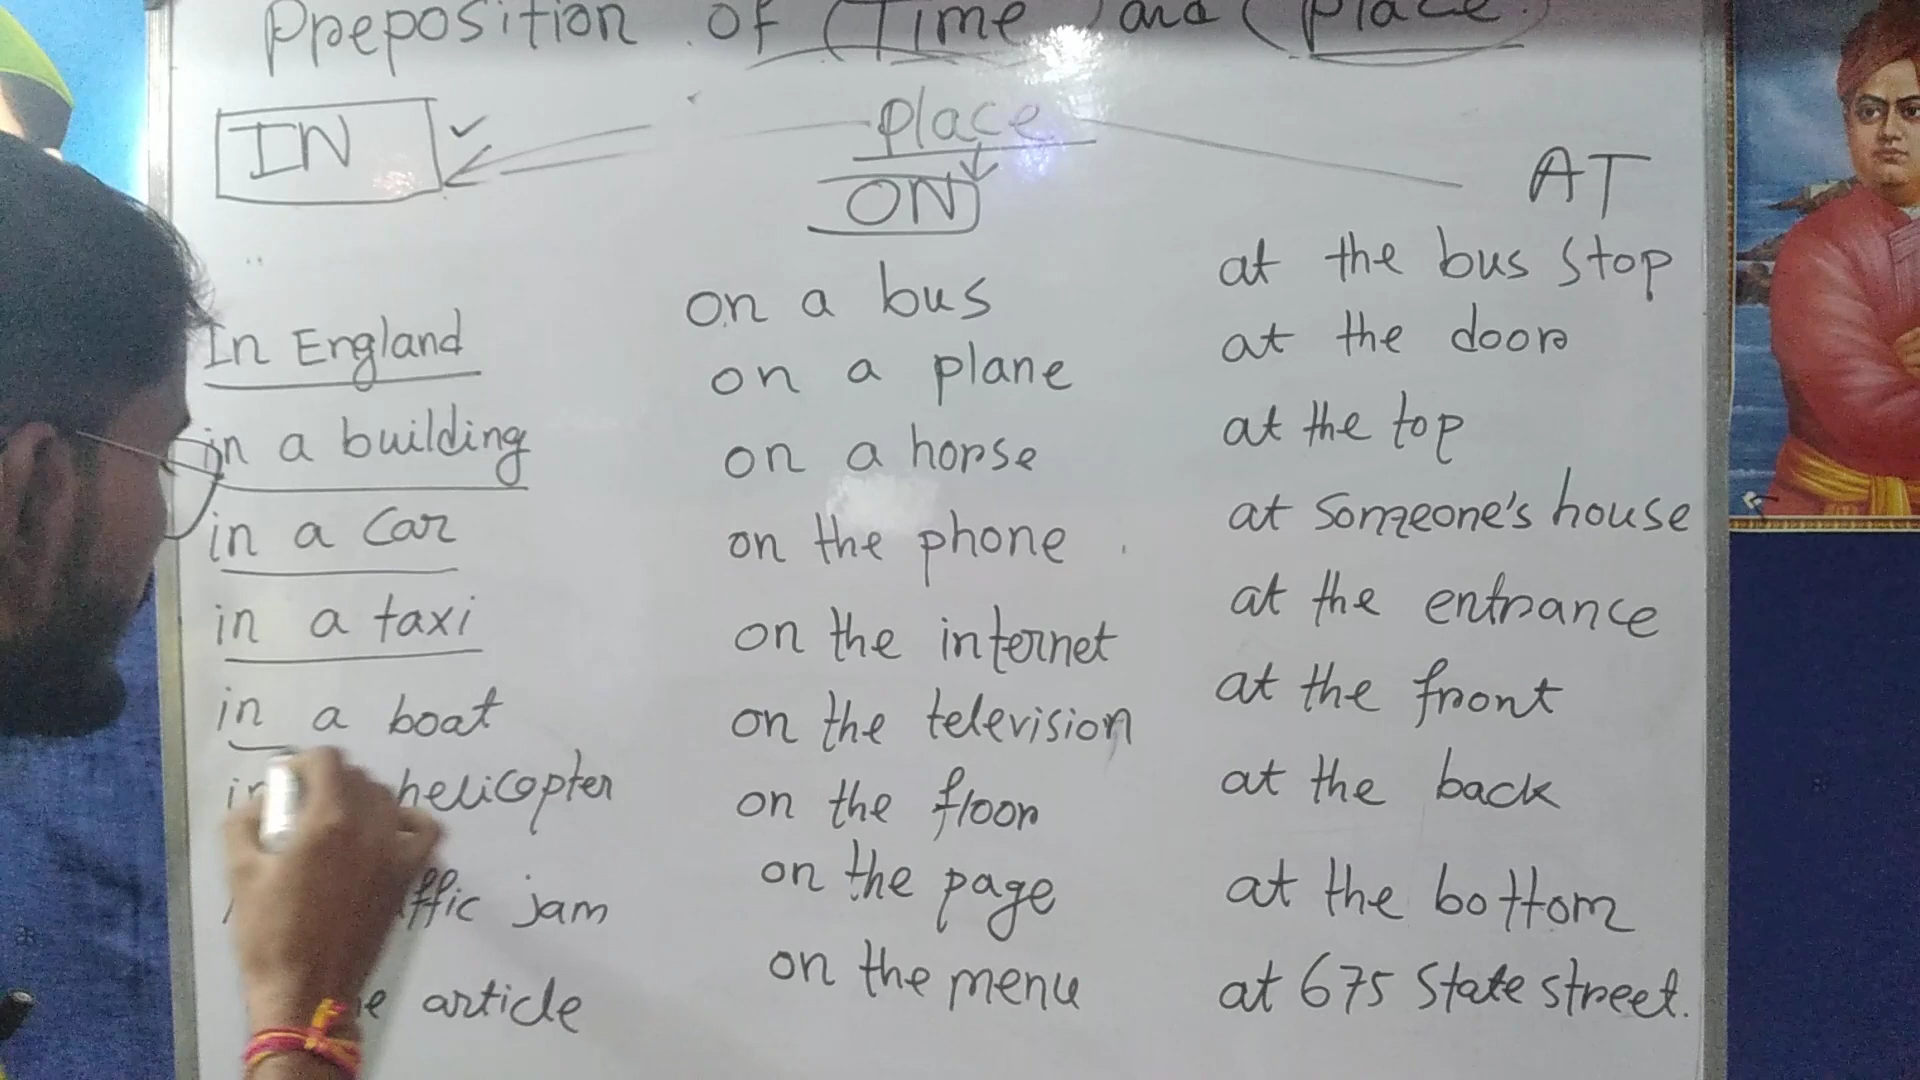 Preposition of (Time) and (Place)
place
IN
ON
AT
In England
in a building
in a car
in a taxi
in a boat
helicopter
jam
article
on a bus
on a plane
on a horse
on the phone
on the internet
on the television
on the floor
on the page
on the menu
at the bus stop
at the door
at the top
at someone's house
at the entrance
at the front
at the back
at the bottom
at 675 State street.